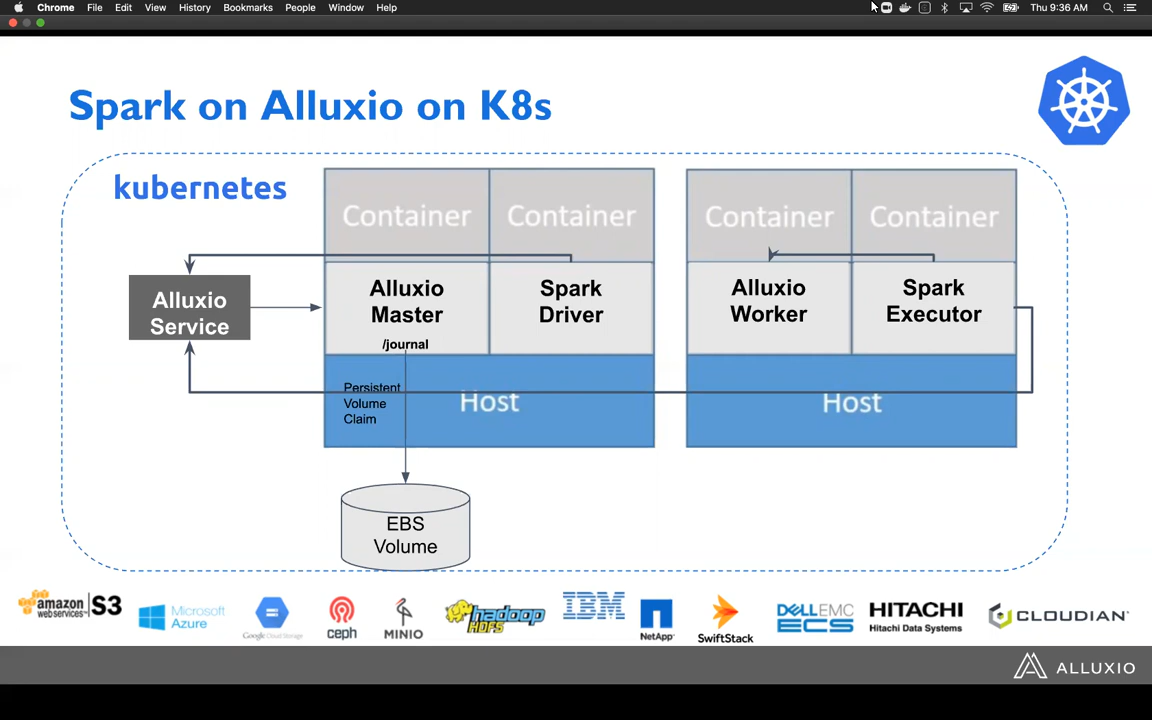 Chrome File Edit View History Bookmarks People Window Help Thu 9:36 AM
Spark on Alluxio on K8s
kubernetes
Container
Container
Container
Container
Alluxio
Service
Alluxio
Master
/journal
Spark
Driver
Alluxio
Worker
Spark
Executor
Persistent
Volume
Claim
Host
Host
EBS
Volume
amazon
web services
S3
Microsoft
Azure
Google Cloud Storage
ceph
MINIO
hadoop
HDFS
IBM
NetApp
SwiftStack
DELL EMC
ECS
HITACHI
Hitachi Data Systems
CLOUDIAN
ALLUXIO